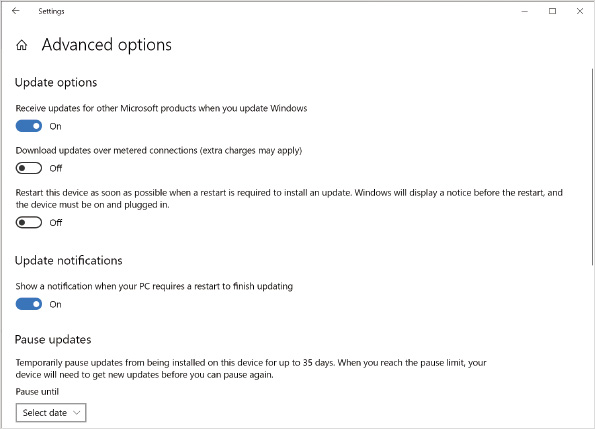 Settings
Advanced options
Update options
Receive updates for other Microsoft products when you update Windows
On
Download updates over metered connections (extra charges may apply)
Off
Restart this device as soon as possible when a restart is required to install an update. Windows will display a notice before the restart, and
the device must be on and plugged in.
Off
Update notifications
Show a notification when your PC requires a restart to finish updating
On
Pause updates
Temporarily pause updates from being installed on this device for up to 35 days. When you reach the pause limit, your
device will need to get new updates before you can pause again.
Pause until
Select date